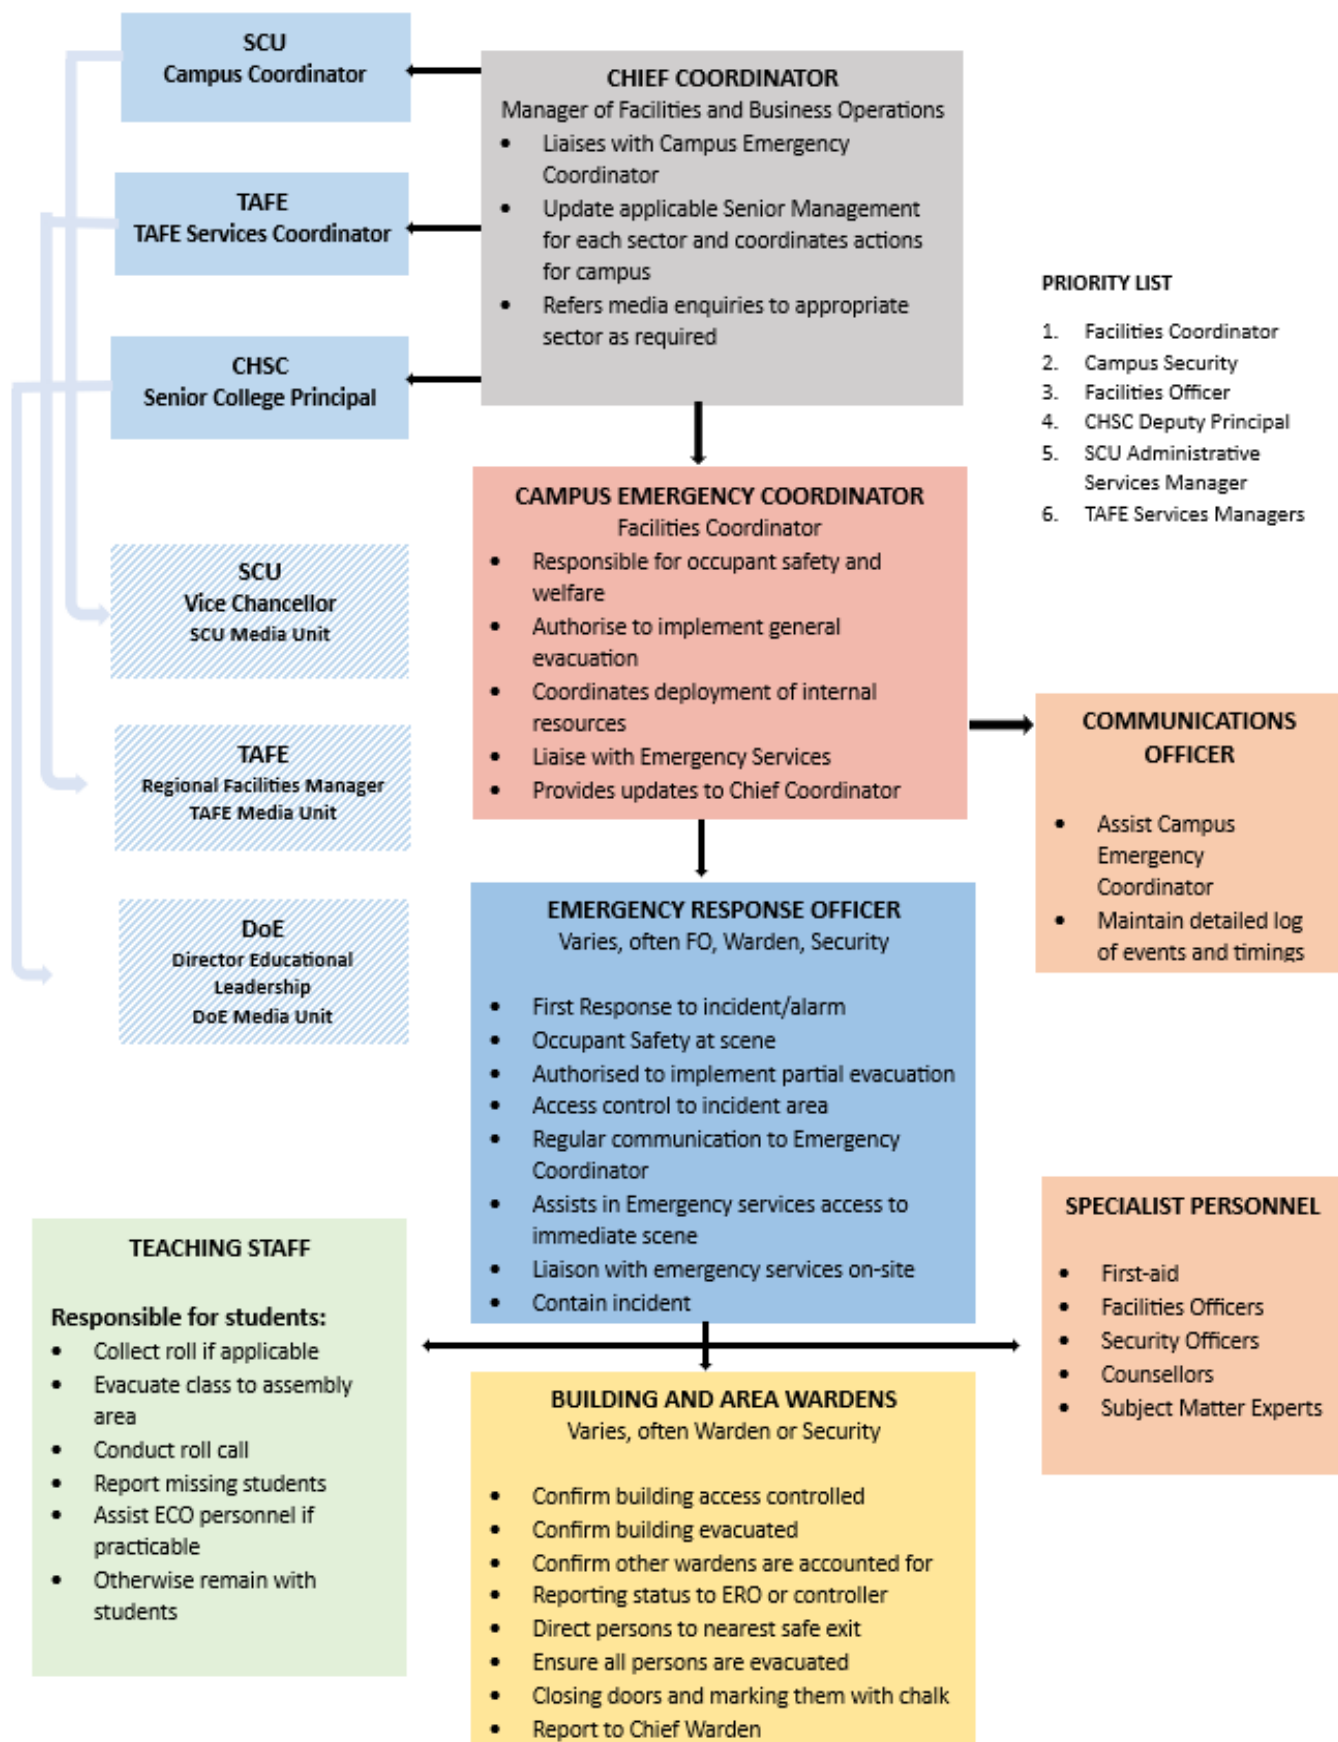 SCU
Campus Coordinator
TAFE
TAFE Services Coordinator
CHSC
Senior College Principal
CHIEF COORDINATOR
Manager of Facilities and Business Operations
• Liaises with Campus Emergency
Coordinator
• Update applicable Senior Management
for each sector and coordinates actions
for campus
• Refers media enquiries to appropriate
sector as required
PRIORITY LIST
1. Facilities Coordinator
2. Campus Security
3. Facilities Officer
4. CHSC Deputy Principal
5. SCU Administrative
Services Manager
6. TAFE Services Managers
CAMPUS EMERGENCY COORDINATOR
Facilities Coordinator
• Responsible for occupant safety and
welfare
• Authorise to implement general
evacuation
• Coordinates deployment of internal
resources
• Liaise with Emergency Services
• Provides updates to Chief Coordinator
SCU
Vice Chancellor
SCU Media Unit
TAFE
Regional Facilities Manager
TAFE Media Unit
DoE
Director Educational
Leadership
DoE Media Unit
COMMUNICATIONS
OFFICER
• Assist Campus
Emergency
Coordinator
• Maintain detailed log
of events and timings
EMERGENCY RESPONSE OFFICER
Varies, often FO, Warden, Security
• First Response to incident/alarm
• Occupant Safety at scene
• Authorised to implement partial evacuation
• Access control to incident area
• Regular communication to Emergency
Coordinator
• Assists in Emergency services access to
immediate scene
• Liaison with emergency services on-site
• Contain incident
TEACHING STAFF
Responsible for students:
• Collect roll if applicable
• Evacuate class to assembly
area
• Conduct roll call
• Report missing students
• Assist ECO personnel if
practicable
• Otherwise remain with
students
SPECIALIST PERSONNEL
• First-aid
• Facilities Officers
• Security Officers
• Counsellors
• Subject Matter Experts
BUILDING AND AREA WARDENS
Varies, often Warden or Security
• Confirm building access controlled
• Confirm building evacuated
• Confirm other wardens are accounted for
• Reporting status to ERO or controller
• Direct persons to nearest safe exit
• Ensure all persons are evacuated
• Closing doors and marking them with chalk
• Report to Chief Warden